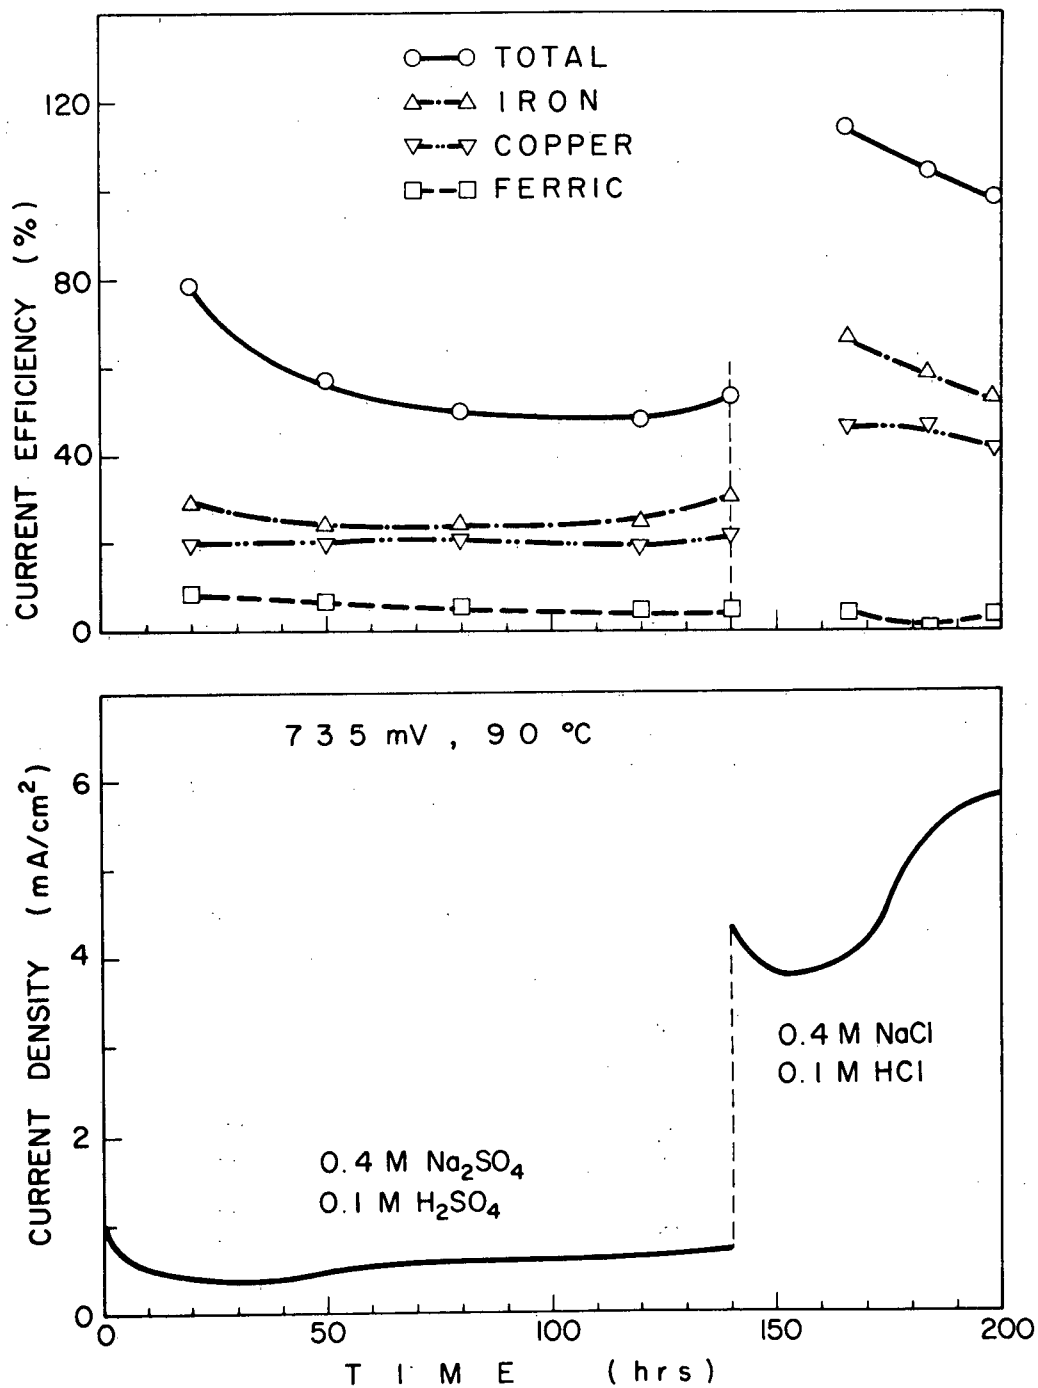 TOTAL
IRON
COPPER
FERRIC
120
80
40
0
CURRENT EFFICIENCY (%)
735 mV, 90 °C
6
4
2
0
CURRENT DENSITY (mA/cm²)
0.4 M NaCl
0.1 M HCl
0.4 M Na₂SO₄
0.1 M H₂SO₄
0 50 100 150 200
TIME (hrs)